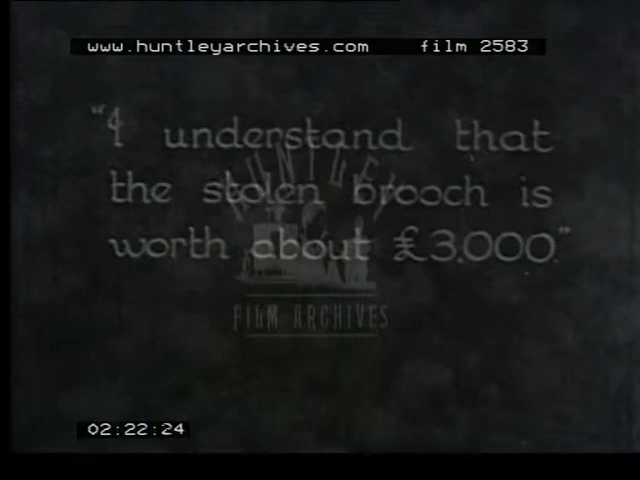 www.huntleyarchives.com film 2583
"I understand that
the stolen brooch is
worth about £3.000."
HUNTLEY
FILM ARCHIVES
02:22:24